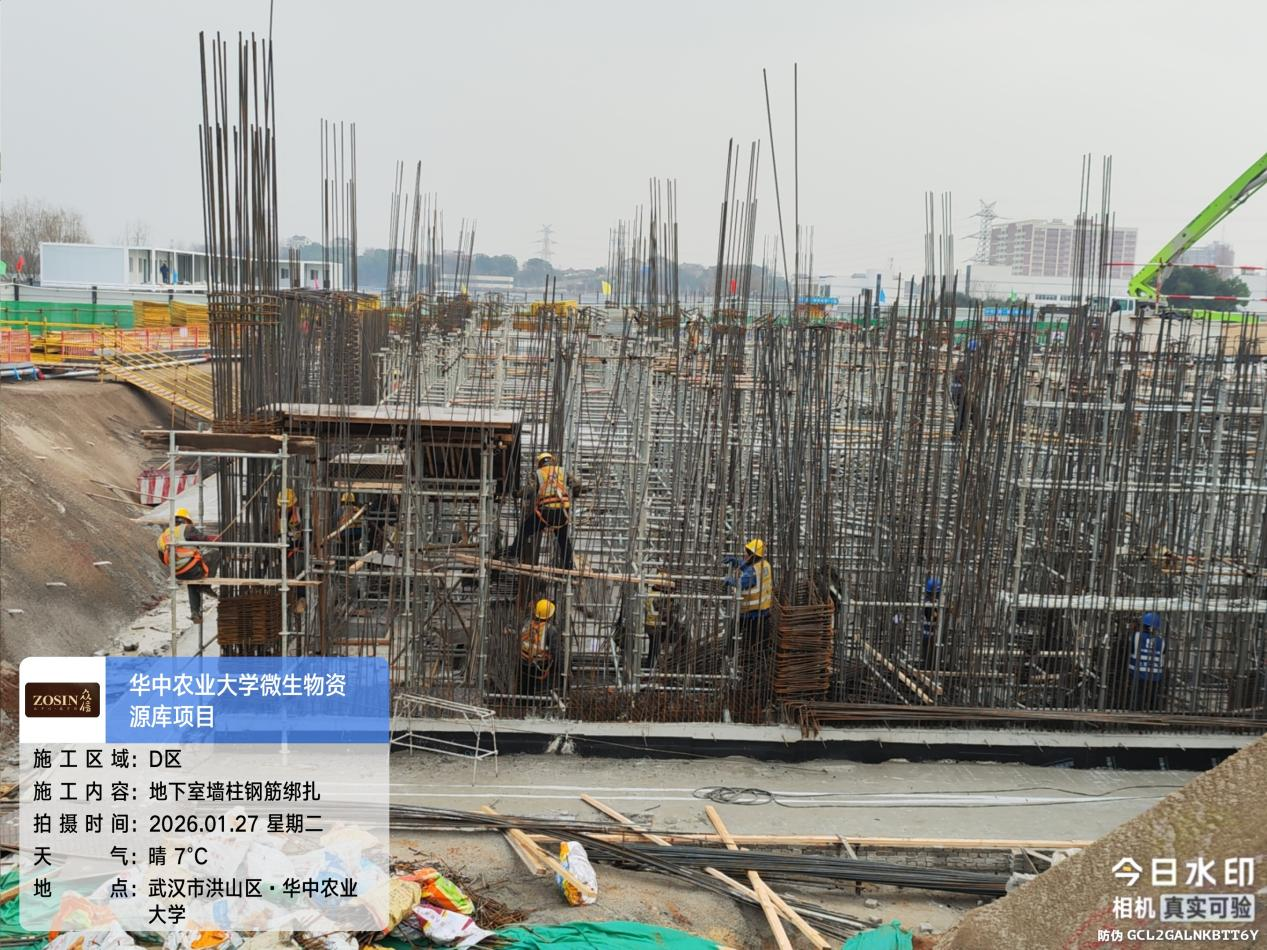 ZOSIN 众信
华中农业大学微生物资
源库项目
施工区域：D区
施工内容：地下室墙柱钢筋绑扎
拍摄时间：2026.01.27 星期二
天气：晴 7℃
地点：武汉市洪山区·华中农业
大学
今日水印
相机 真实可验
防伪 GCL2GALNKBTT6Y